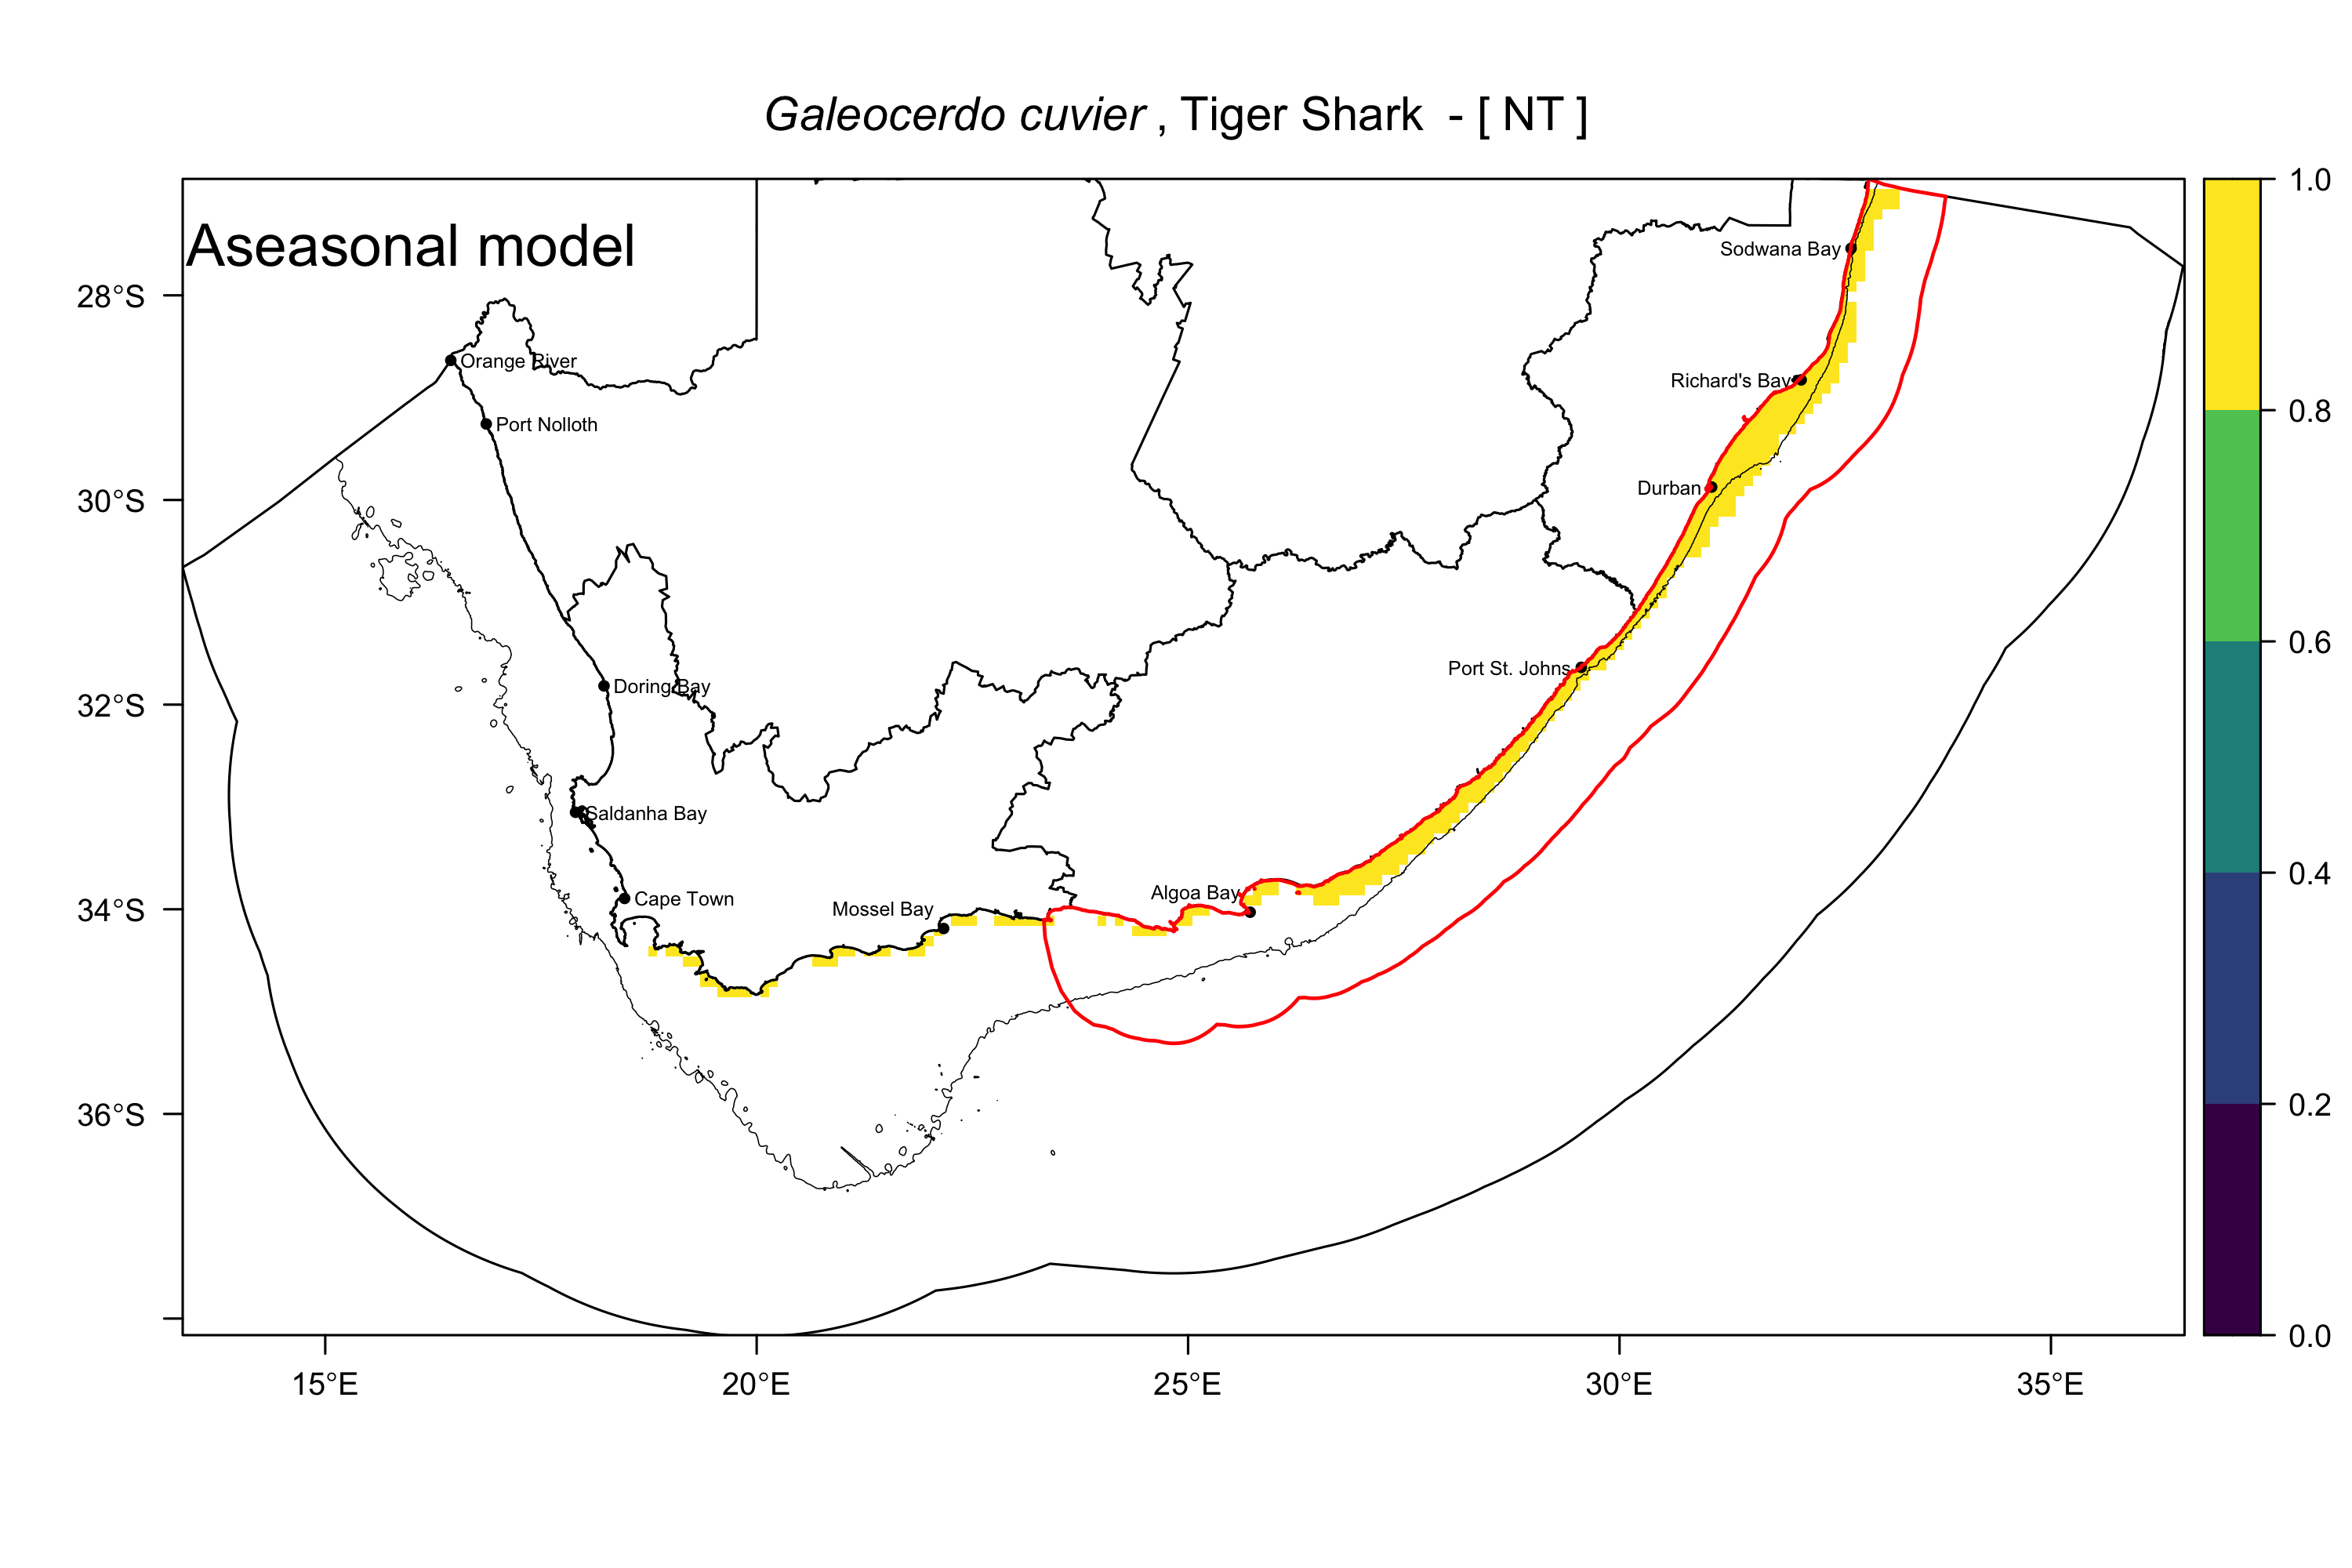 Galeocerdo cuvier , Tiger Shark - [ NT ]
Aseasonal model
1.0
0.8
0.6
0.4
0.2
0.0
28°S
30°S
32°S
34°S
36°S
Sodwana Bay
Orange River
Richard's Bay
Port Nolloth
Durban
Port St. Johns
Doring Bay
Saldanha Bay
Algoa Bay
Cape Town
Mossel Bay
15°E
20°E
25°E
30°E
35°E